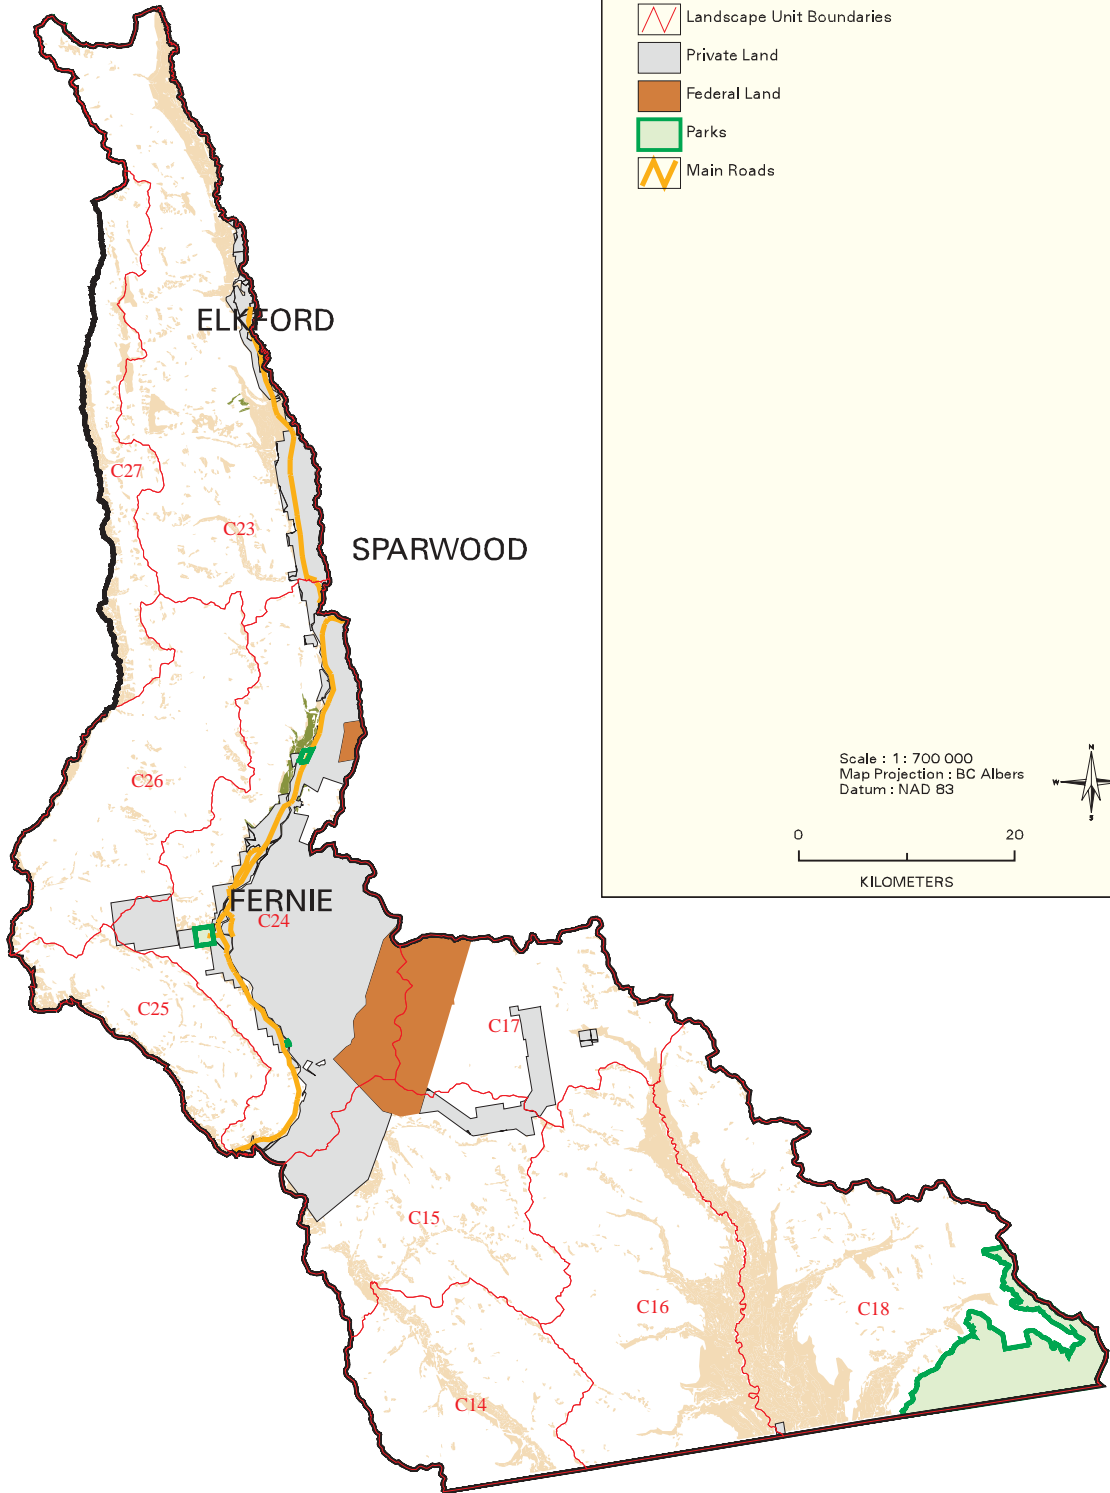 Landscape Unit Boundaries
Private Land
Federal Land
Parks
Main Roads
ELKFORD
C27
C23
SPARWOOD
C26
Scale : 1 : 700 000
Map Projection : BC Albers
Datum : NAD 83
N
W
S
0 20
KILOMETERS
FERNIE
C24
C25
C17
C15
C16
C18
C14